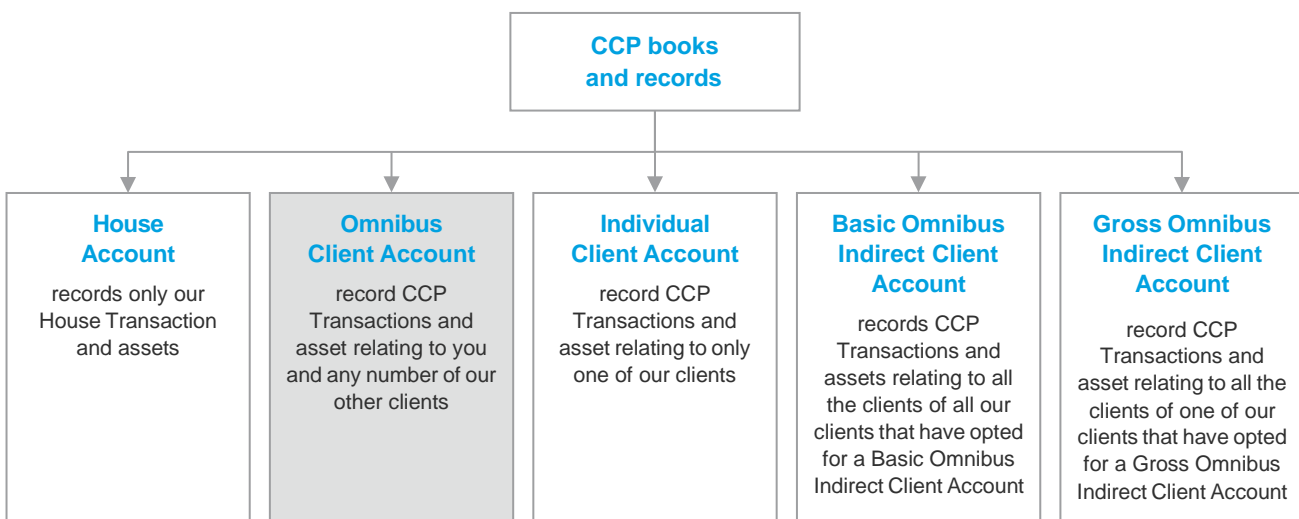 CCP books
and records
House
Account
records only our
House Transaction
and assets
Omnibus
Client Account
record CCP
Transactions and
asset relating to you
and any number of our
other clients
Individual
Client Account
record CCP
Transactions and
asset relating to only
one of our clients
Basic Omnibus
Indirect Client
Account
records CCP
Transactions and
assets relating to all
the clients of all our
clients that have opted
for a Basic Omnibus
Indirect Client Account
Gross Omnibus
Indirect Client
Account
record CCP
Transactions and
asset relating to all the
clients of one of our
clients that have opted
for a Gross Omnibus
Indirect Client Account